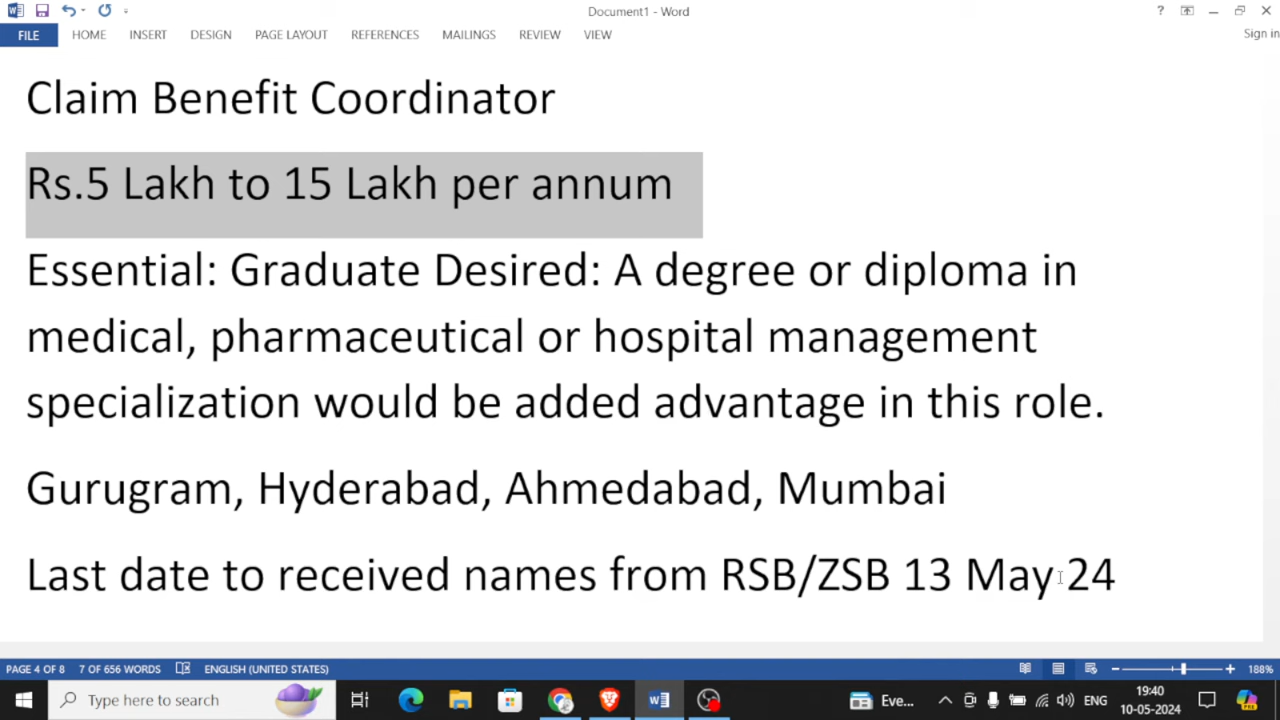 Document1 - Word
?
FILE HOME INSERT DESIGN PAGE LAYOUT REFERENCES MAILINGS REVIEW VIEW
Sign in
Claim Benefit Coordinator
Rs.5 Lakh to 15 Lakh per annum
Essential: Graduate Desired: A degree or diploma in
medical, pharmaceutical or hospital management
specialization would be added advantage in this role.
Gurugram, Hyderabad, Ahmedabad, Mumbai
Last date to received names from RSB/ZSB 13 May 24
PAGE 4 OF 8 7 OF 656 WORDS ENGLISH (UNITED STATES) 188%
Type here to search Eve... ENG 19:40
10-05-2024